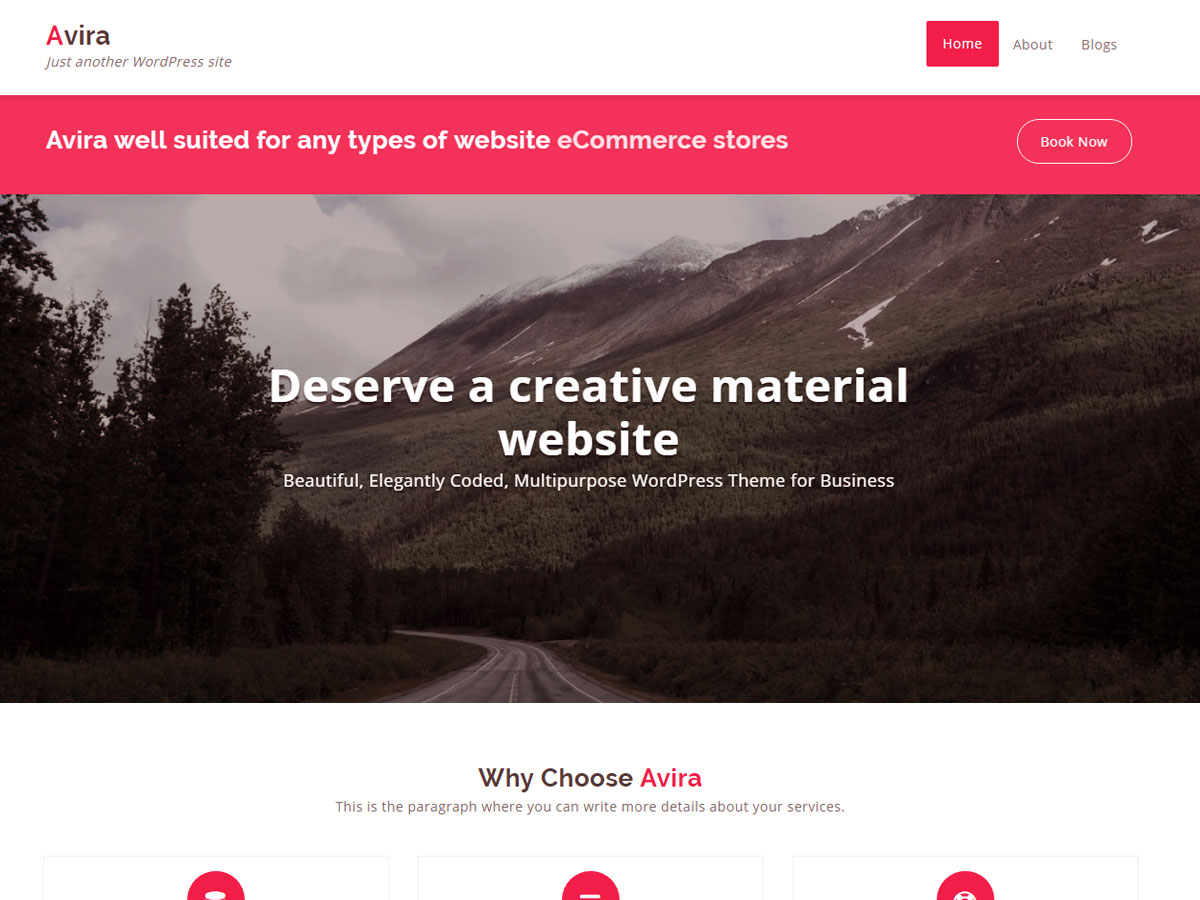 Avira
Just another WordPress site
Home
About
Blogs
Avira well suited for any types of website eCommerce stores
Book Now
Deserve a creative material
website
Beautiful, Elegantly Coded, Multipurpose WordPress Theme for Business
Why Choose Avira
This is the paragraph where you can write more details about your services.